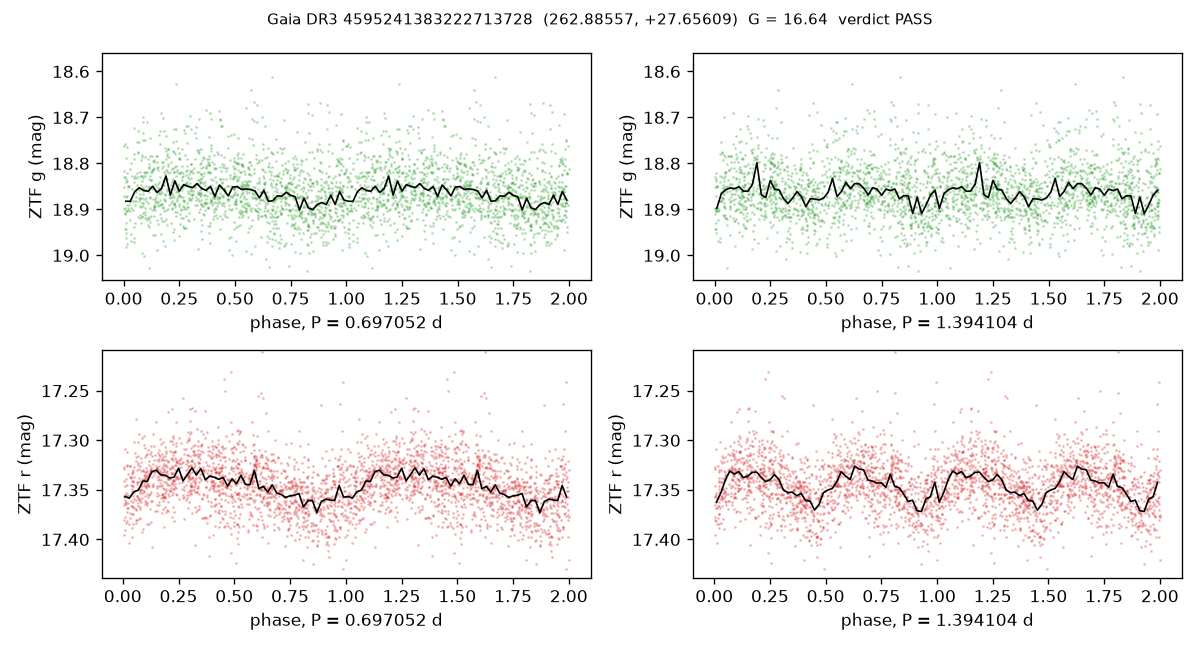 Gaia DR3 4595241383222713728 (262.88557, +27.65609) G = 16.64 verdict PASS
ZTF g (mag)
18.6
18.7
18.8
18.9
19.0
0.00 0.25 0.50 0.75 1.00 1.25 1.50 1.75 2.00
phase, P = 0.697052 d
ZTF g (mag)
18.6
18.7
18.8
18.9
19.0
0.00 0.25 0.50 0.75 1.00 1.25 1.50 1.75 2.00
phase, P = 1.394104 d
ZTF r (mag)
17.25
17.30
17.35
17.40
0.00 0.25 0.50 0.75 1.00 1.25 1.50 1.75 2.00
phase, P = 0.697052 d
ZTF r (mag)
17.25
17.30
17.35
17.40
0.00 0.25 0.50 0.75 1.00 1.25 1.50 1.75 2.00
phase, P = 1.394104 d